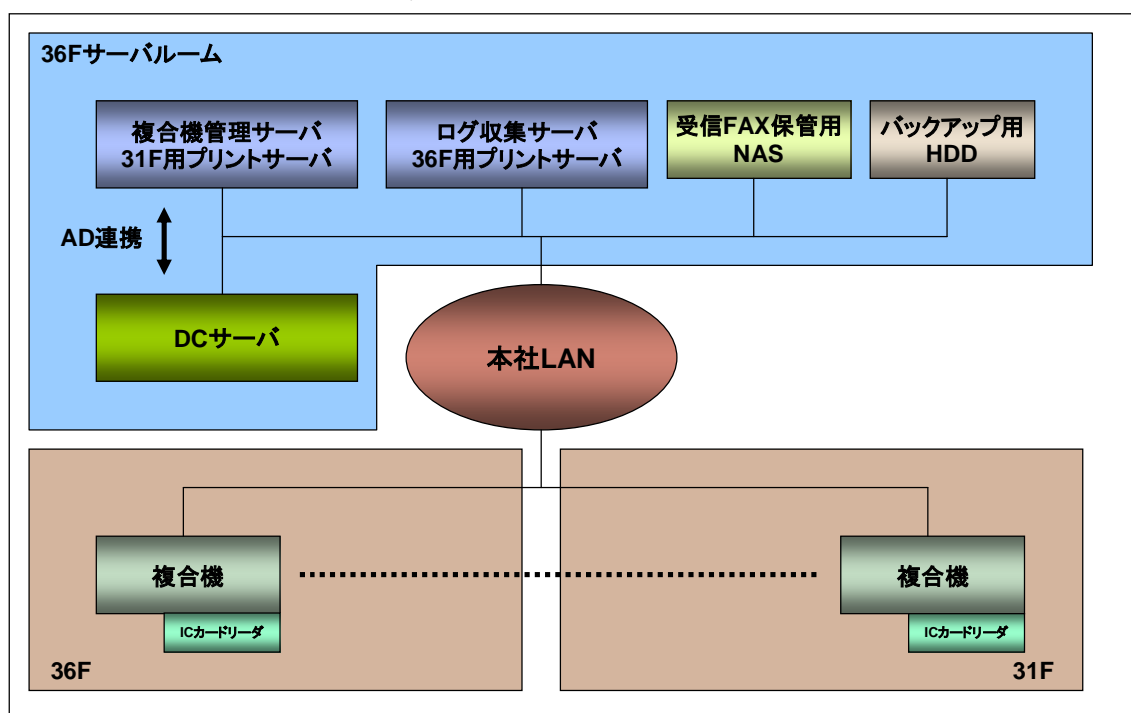 36Fサーバルーム
複合機管理サーバ
31F用プリントサーバ
ログ収集サーバ
36F用プリントサーバ
受信FAX保管用
NAS
バックアップ用
HDD
AD連携
DCサーバ
本社LAN
複合機
ICカードリーダ
36F
複合機
ICカードリーダ
31F